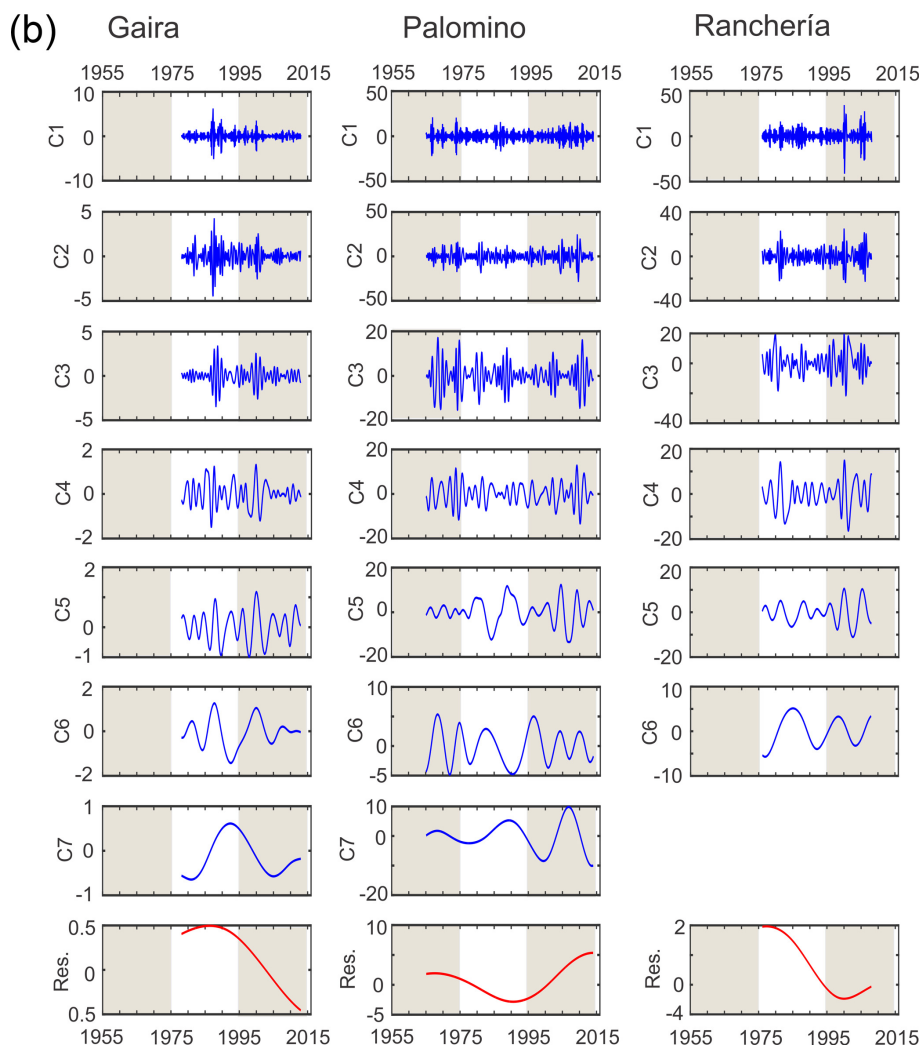 (b) Gaira Palomino Ranchería
1955 1975 1995 2015 1955 1975 1995 2015 1955 1975 1995 2015
C1 10 0 -10 C1 50 0 -50 C1 50 0 -50
C2 5 0 -5 C2 50 0 -50 C2 40 0 -40
C3 5 0 -5 C3 20 0 -20 C3 20 0 -40
C4 2 0 -2 C4 20 0 -20 C4 20 0 -20
C5 2 0 -1 C5 20 0 -20 C5 20 0 -20
C6 2 0 -2 C6 10 0 -5 C6 10 0 -10
C7 1 0 -1 C7 10 0 -20
Res. 0.5 0 0.5 Res. 10 0 -5 Res. 2 0 -4
1955 1975 1995 2015 1955 1975 1995 2015 1955 1975 1995 2015